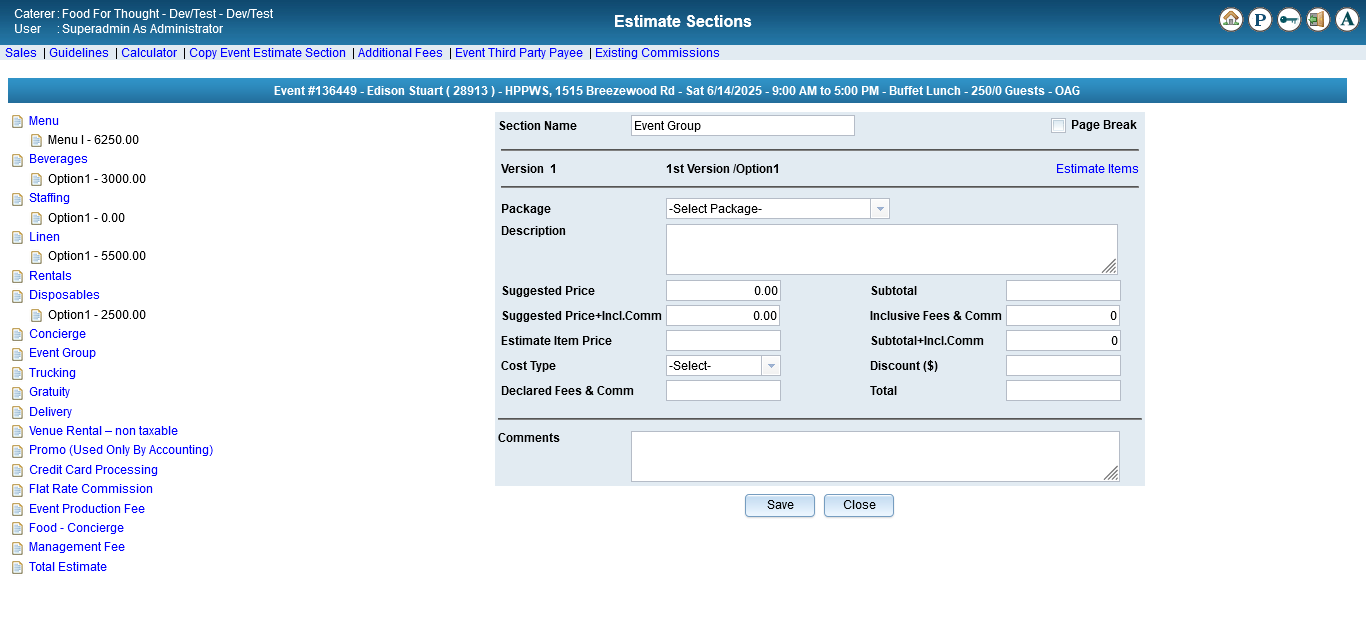 Caterer : Food For Thought - Dev/Test - Dev/Test
User : Superadmin As Administrator
Estimate Sections
P
A
Sales | Guidelines | Calculator | Copy Event Estimate Section | Additional Fees | Event Third Party Payee | Existing Commissions
Event #136449 - Edison Stuart ( 28913 ) - HPPWS, 1515 Breezewood Rd - Sat 6/14/2025 - 9:00 AM to 5:00 PM - Buffet Lunch - 250/0 Guests - OAG
Menu
Menu I - 6250.00
Beverages
Option1 - 3000.00
Staffing
Option1 - 0.00
Linen
Option1 - 5500.00
Rentals
Disposables
Option1 - 2500.00
Concierge
Event Group
Trucking
Gratuity
Delivery
Venue Rental – non taxable
Promo (Used Only By Accounting)
Credit Card Processing
Flat Rate Commission
Event Production Fee
Food - Concierge
Management Fee
Total Estimate
Section Name Event Group Page Break
Version 1 1st Version /Option1 Estimate Items
Package -Select Package-
Description
Suggested Price 0.00 Subtotal
Suggested Price+Incl.Comm 0.00 Inclusive Fees & Comm 0
Estimate Item Price Subtotal+Incl.Comm 0
Cost Type -Select- Discount ($)
Declared Fees & Comm Total
Comments
Save Close